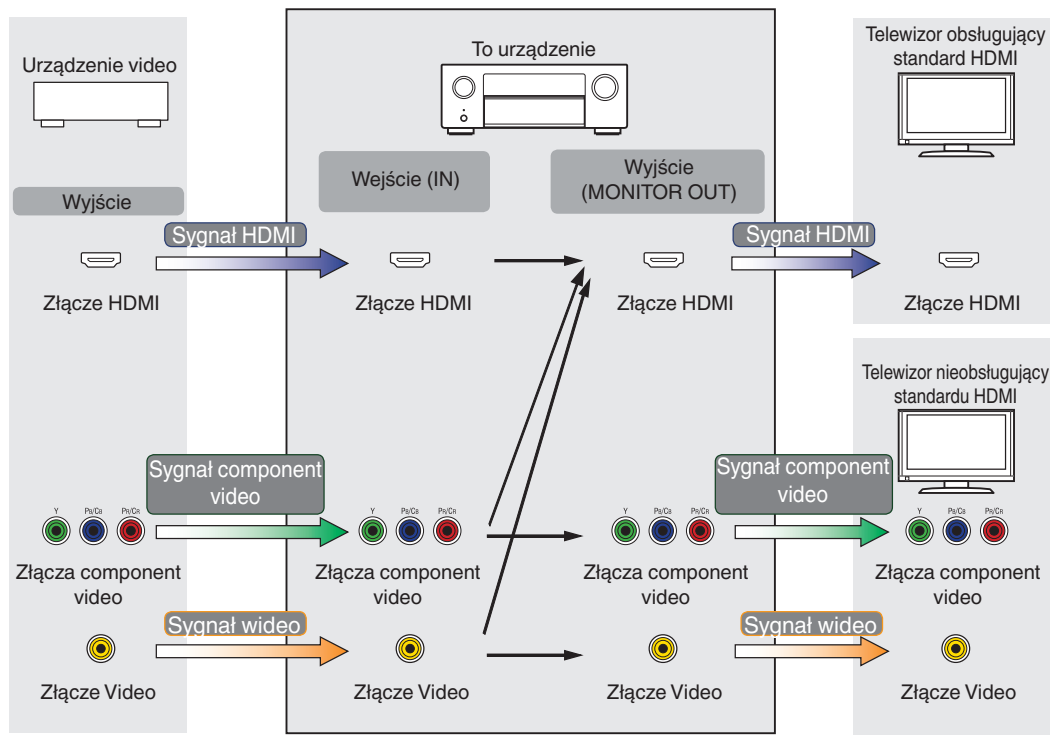 Urządzenie video
To urządzenie
Telewizor obsługujący
standard HDMI
Wyjście
Wejście (IN)
Wyjście
(MONITOR OUT)
Sygnał HDMI
Sygnał HDMI
Złącze HDMI
Złącze HDMI
Złącze HDMI
Złącze HDMI
Telewizor nieobsługujący
standardu HDMI
Sygnał component
video
Sygnał component
video
Y PB/CB PR/CR
Y PB/CB PR/CR
Y PB/CB PR/CR
Y PB/CB PR/CR
Złącza component
video
Złącza component
video
Złącza component
video
Złącza component
video
Sygnał wideo
Sygnał wideo
Złącze Video
Złącze Video
Złącze Video
Złącze Video